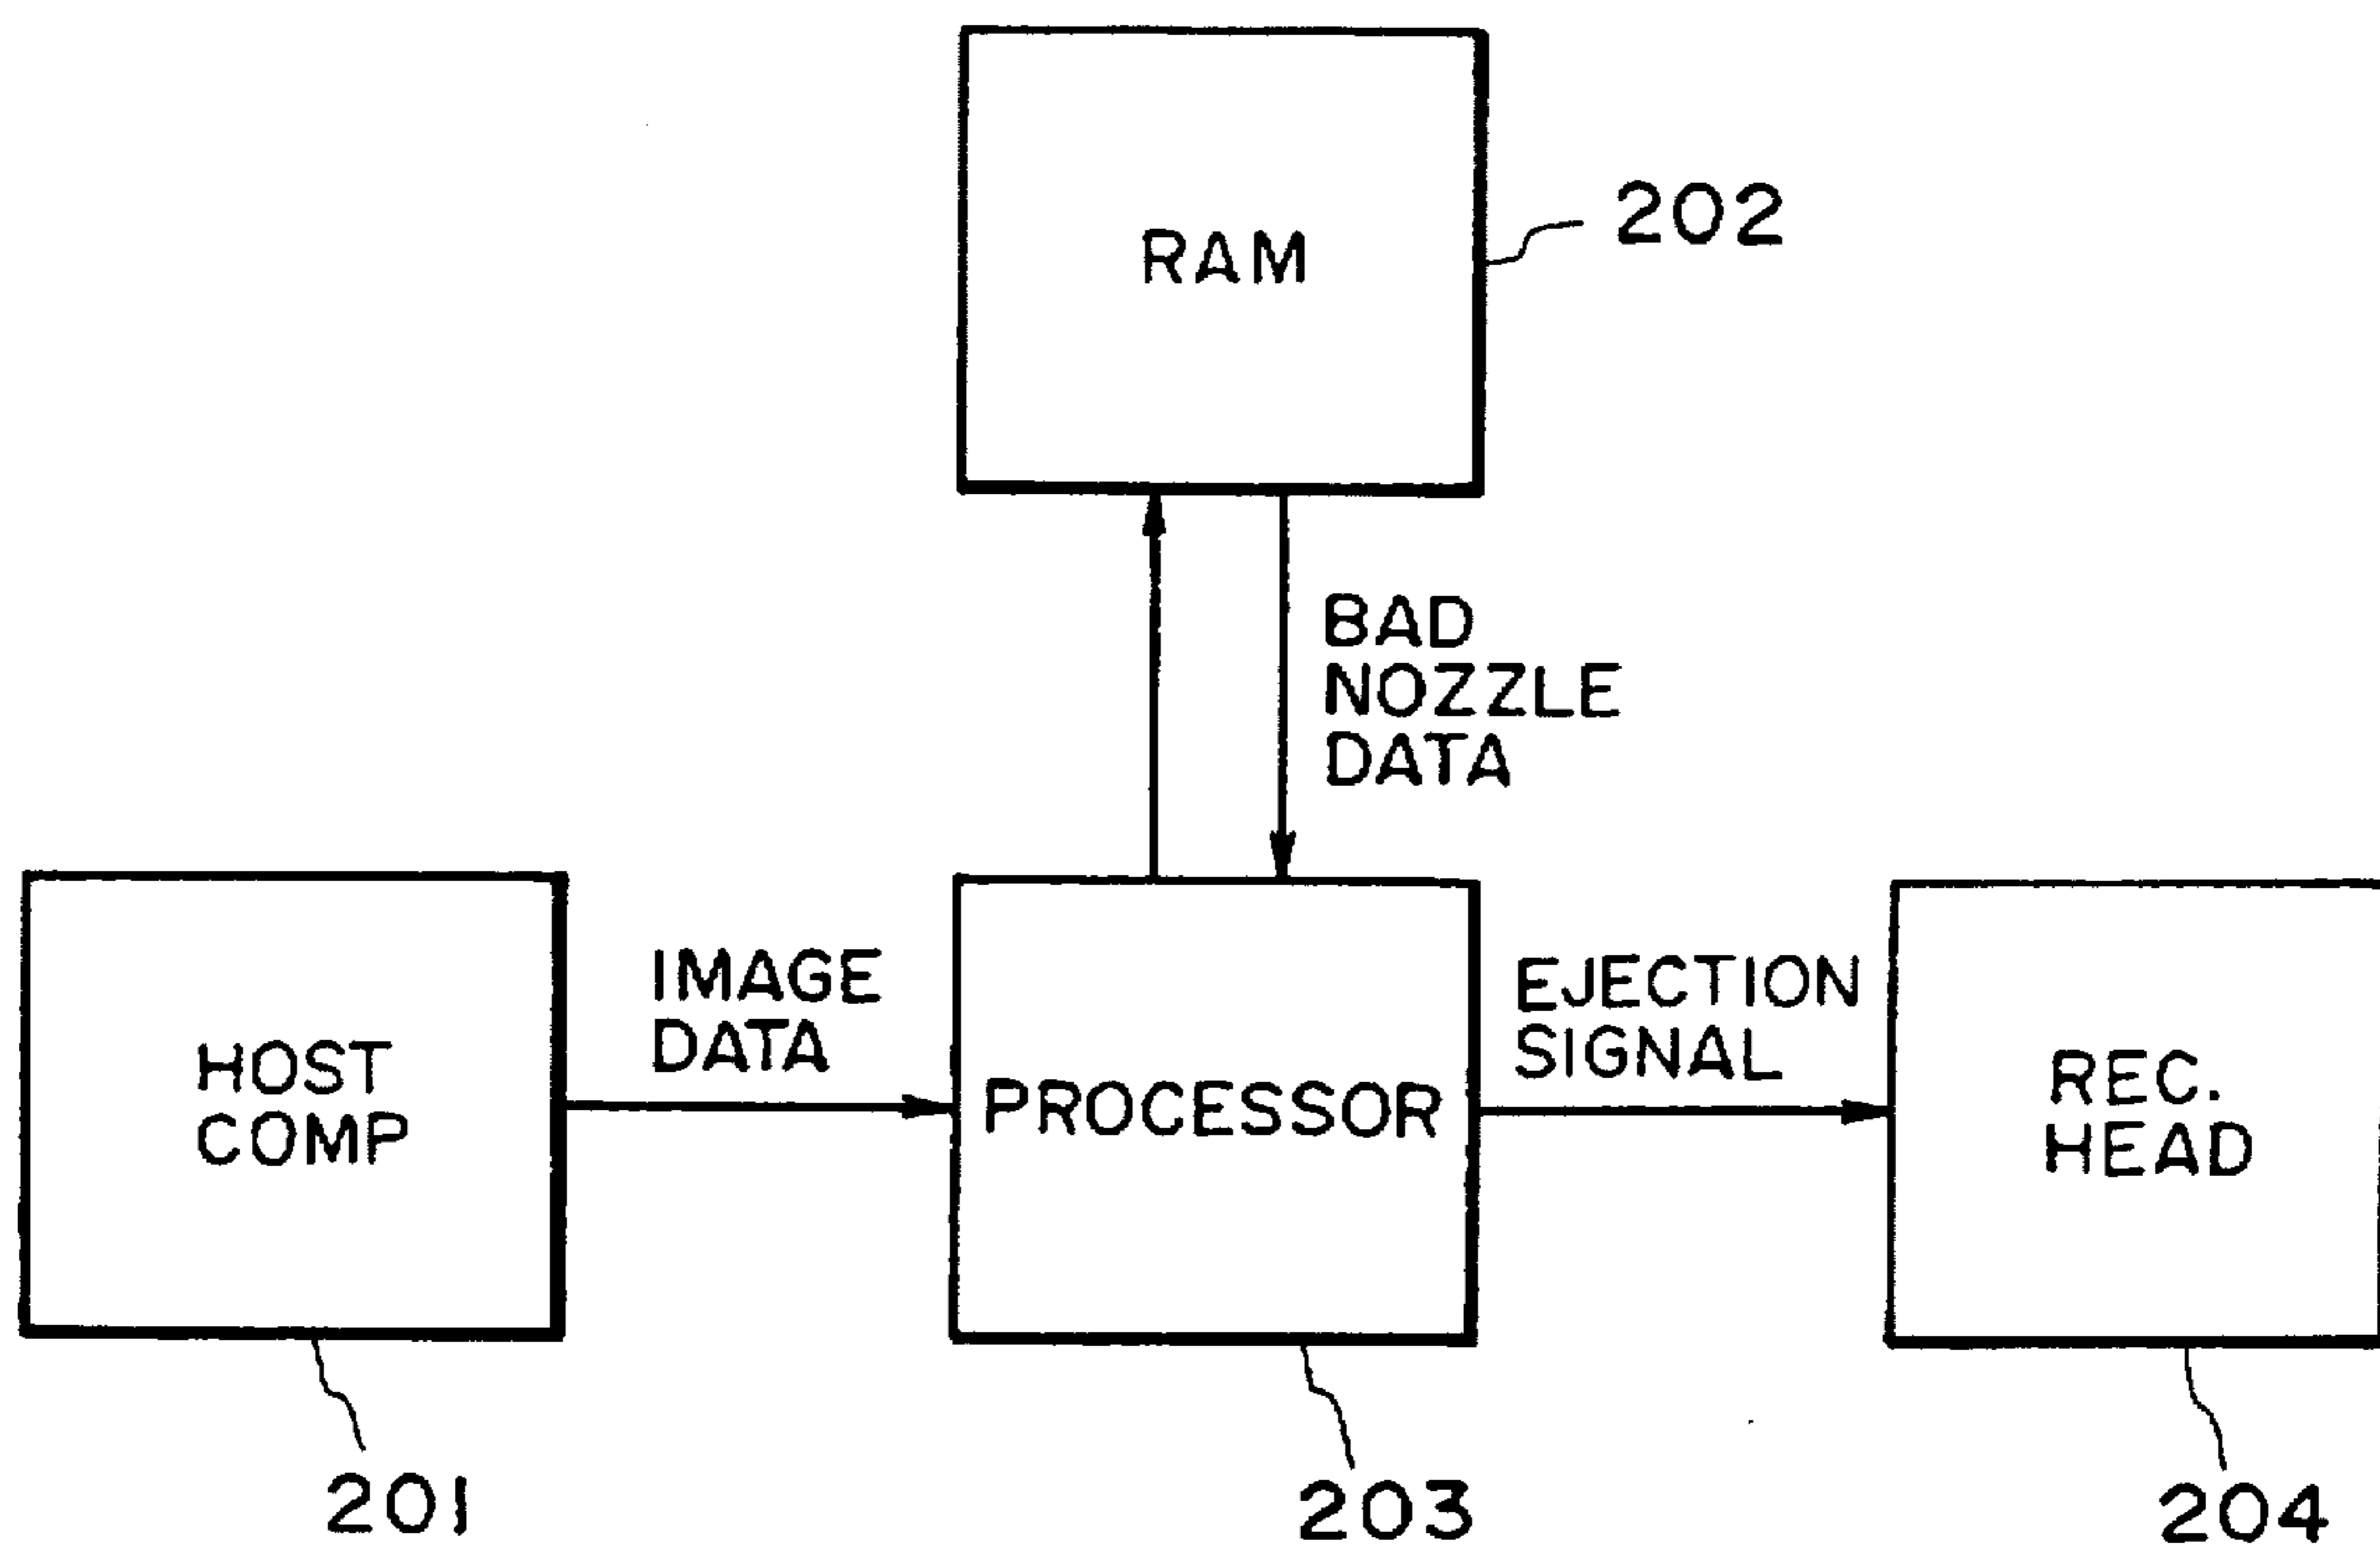 RAM
202
BAD
NOZZLE
DATA
IMAGE
DATA
EJECTION
SIGNAL
HOST
COMP
PROCESSOR
REC.
HEAD
201
203
204